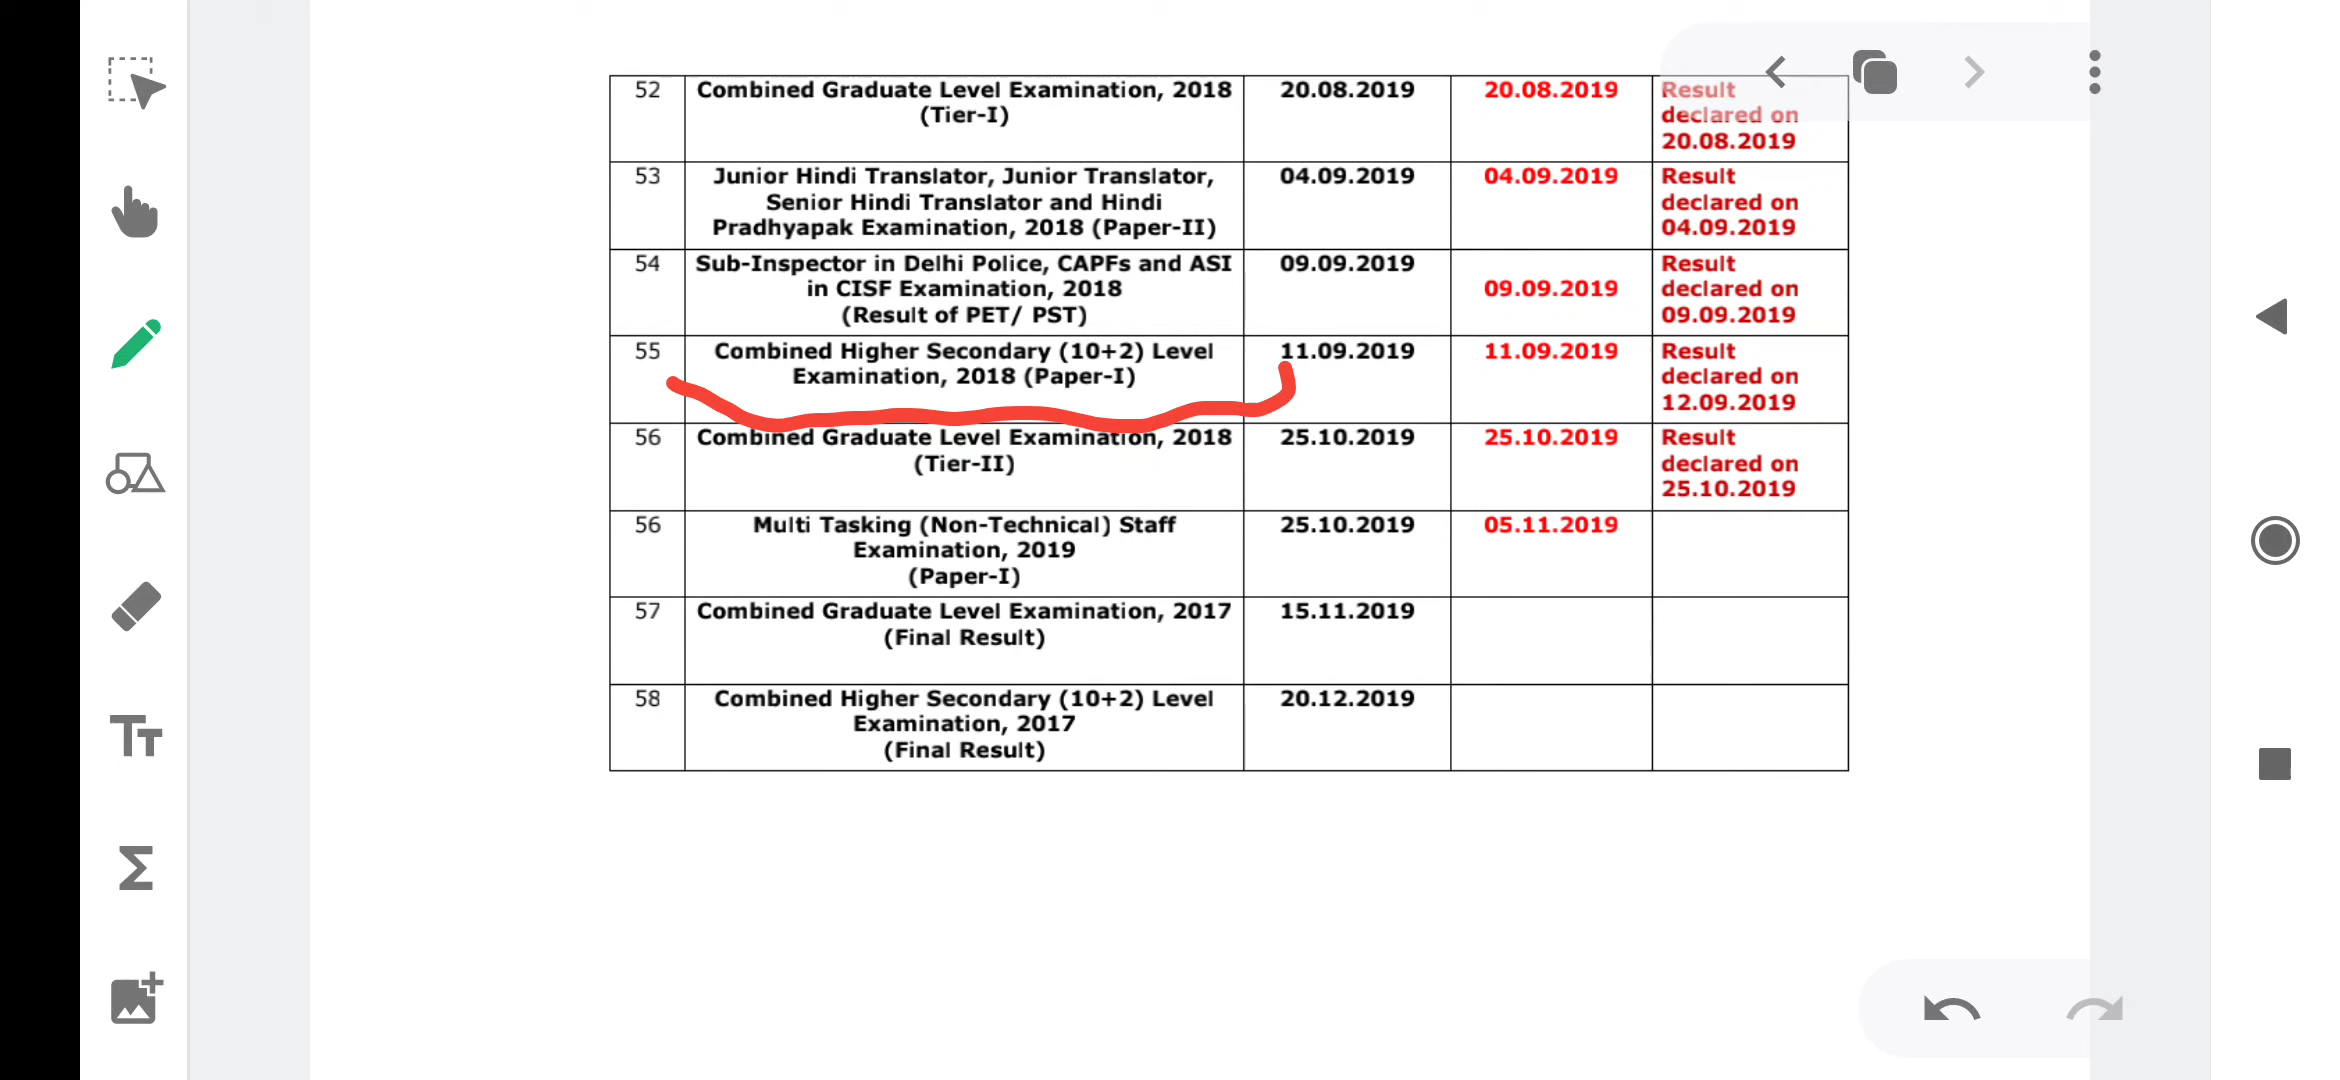 52 Combined Graduate Level Examination, 2018 20.08.2019 20.08.2019 Result
(Tier-I) declared on
20.08.2019
53 Junior Hindi Translator, Junior Translator, 04.09.2019 04.09.2019 Result
Senior Hindi Translator and Hindi declared on
Pradhyapak Examination, 2018 (Paper-II) 04.09.2019
54 Sub-Inspector in Delhi Police, CAPFs and ASI 09.09.2019 Result
in CISF Examination, 2018 09.09.2019 declared on
(Result of PET/ PST) 09.09.2019
55 Combined Higher Secondary (10+2) Level 11.09.2019 11.09.2019 Result
Examination, 2018 (Paper-I) declared on
12.09.2019
56 Combined Graduate Level Examination, 2018 25.10.2019 25.10.2019 Result
(Tier-II) declared on
25.10.2019
56 Multi Tasking (Non-Technical) Staff 25.10.2019 05.11.2019
Examination, 2019
(Paper-I)
57 Combined Graduate Level Examination, 2017 15.11.2019
(Final Result)
58 Combined Higher Secondary (10+2) Level 20.12.2019
Examination, 2017
(Final Result)